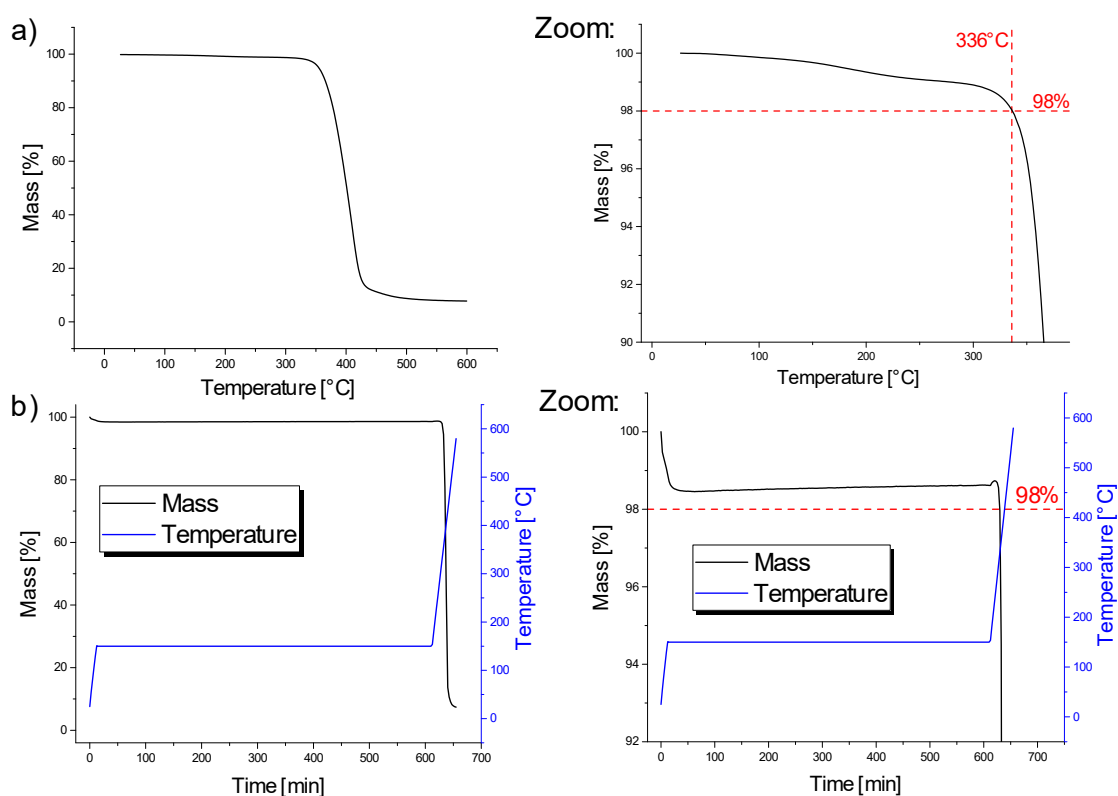 a)
100
80
60
40
20
0
Mass [%]
0 100 200 300 400 500 600
Temperature [°C]
Zoom:
336°C
98%
100
98
96
94
92
90
Mass [%]
0 100 200 300
Temperature [°C]
b)
100
80
60
40
20
0
Mass [%]
Mass
Temperature
600
500
400
300
200
100
0
Temperature [°C]
0 100 200 300 400 500 600 700
Time [min]
Zoom:
98%
100
98
96
94
92
Mass [%]
Mass
Temperature
600
500
400
300
200
100
0
Temperature [°C]
0 100 200 300 400 500 600 700
Time [min]